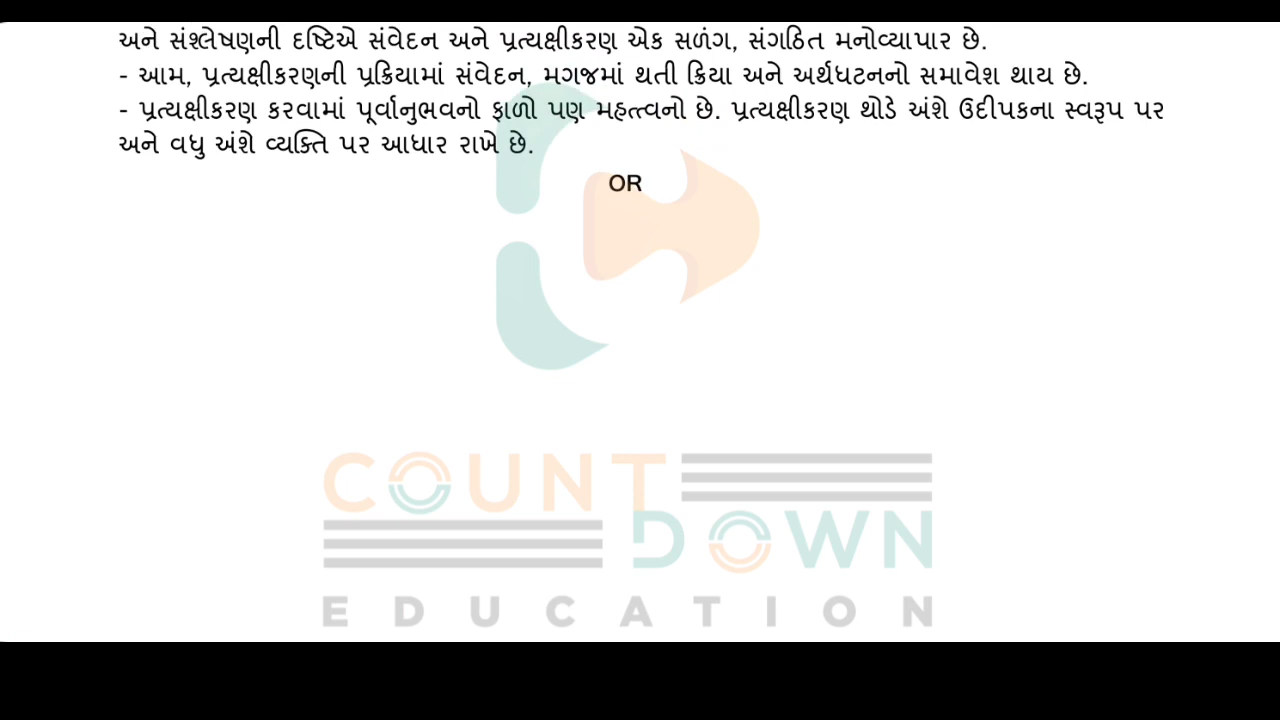 અને સંશ્લેષણની દષ્ટિએ સંવેદન અને પ્રત્યક્ષીકરણ એક સળંગ, સંગઠિત મનોવ્યાપાર છે.
- આમ, પ્રત્યક્ષીકરણની પ્રક્રિયામાં સંવેદન, મગજમાં થતી ક્રિયા અને અર્થઘટનનો સમાવેશ થાય છે.
- પ્રત્યક્ષીકરણ કરવામાં પૂર્વાનુભવનો ફાળો પણ મહત્ત્વનો છે. પ્રત્યક્ષીકરણ થોડે અંશે ઉદીપકના સ્વરૂપ પર
અને વધુ અંશે વ્યક્તિ પર આધાર રાખે છે.
OR
COUNT
DOWN
EDUCATION